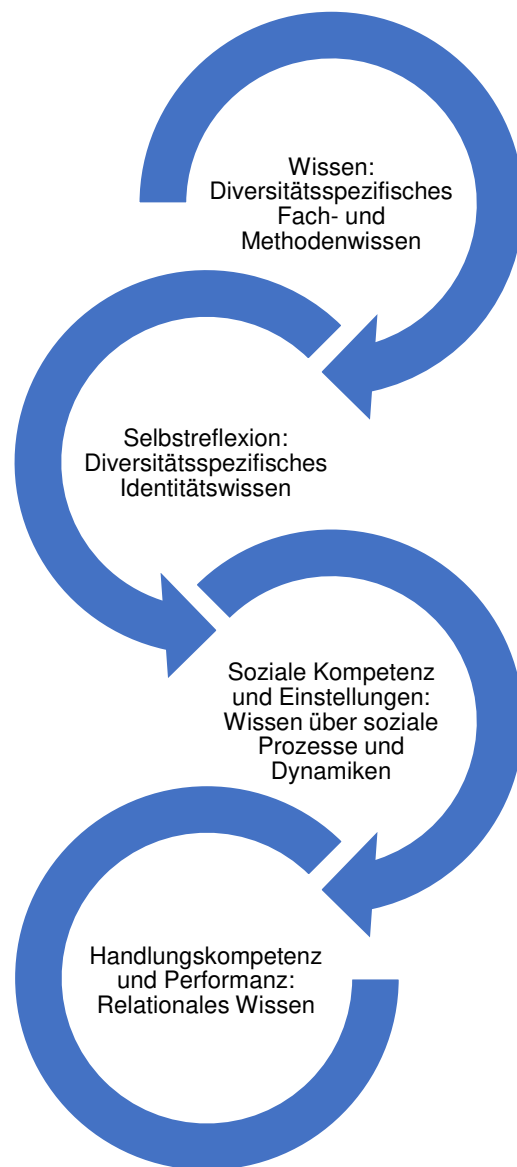 Wissen:
Diversitätsspezifisches
Fach- und
Methodenwissen
Selbstreflexion:
Diversitätsspezifisches
Identitätswissen
Soziale Kompetenz
und Einstellungen:
Wissen über soziale
Prozesse und
Dynamiken
Handlungskompetenz
und Performanz:
Relationales Wissen